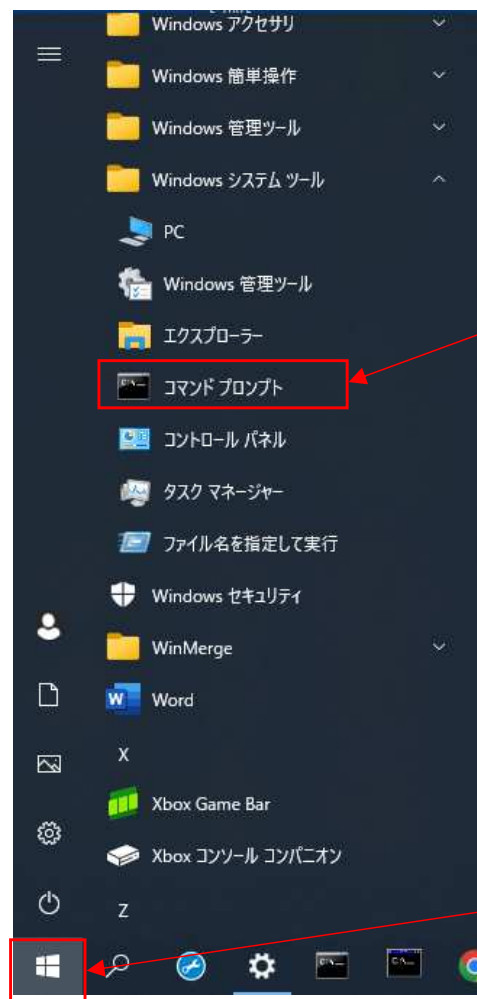 Windows アクセサリ
Windows 簡単操作
Windows 管理ツール
Windows システム ツール
PC
Windows 管理ツール
エクスプローラー
コマンド プロンプト
コントロール パネル
タスク マネージャー
ファイル名を指定して実行
Windows セキュリティ
WinMerge
Word
X
Xbox Game Bar
Xbox コンソール コンパニオン
Z